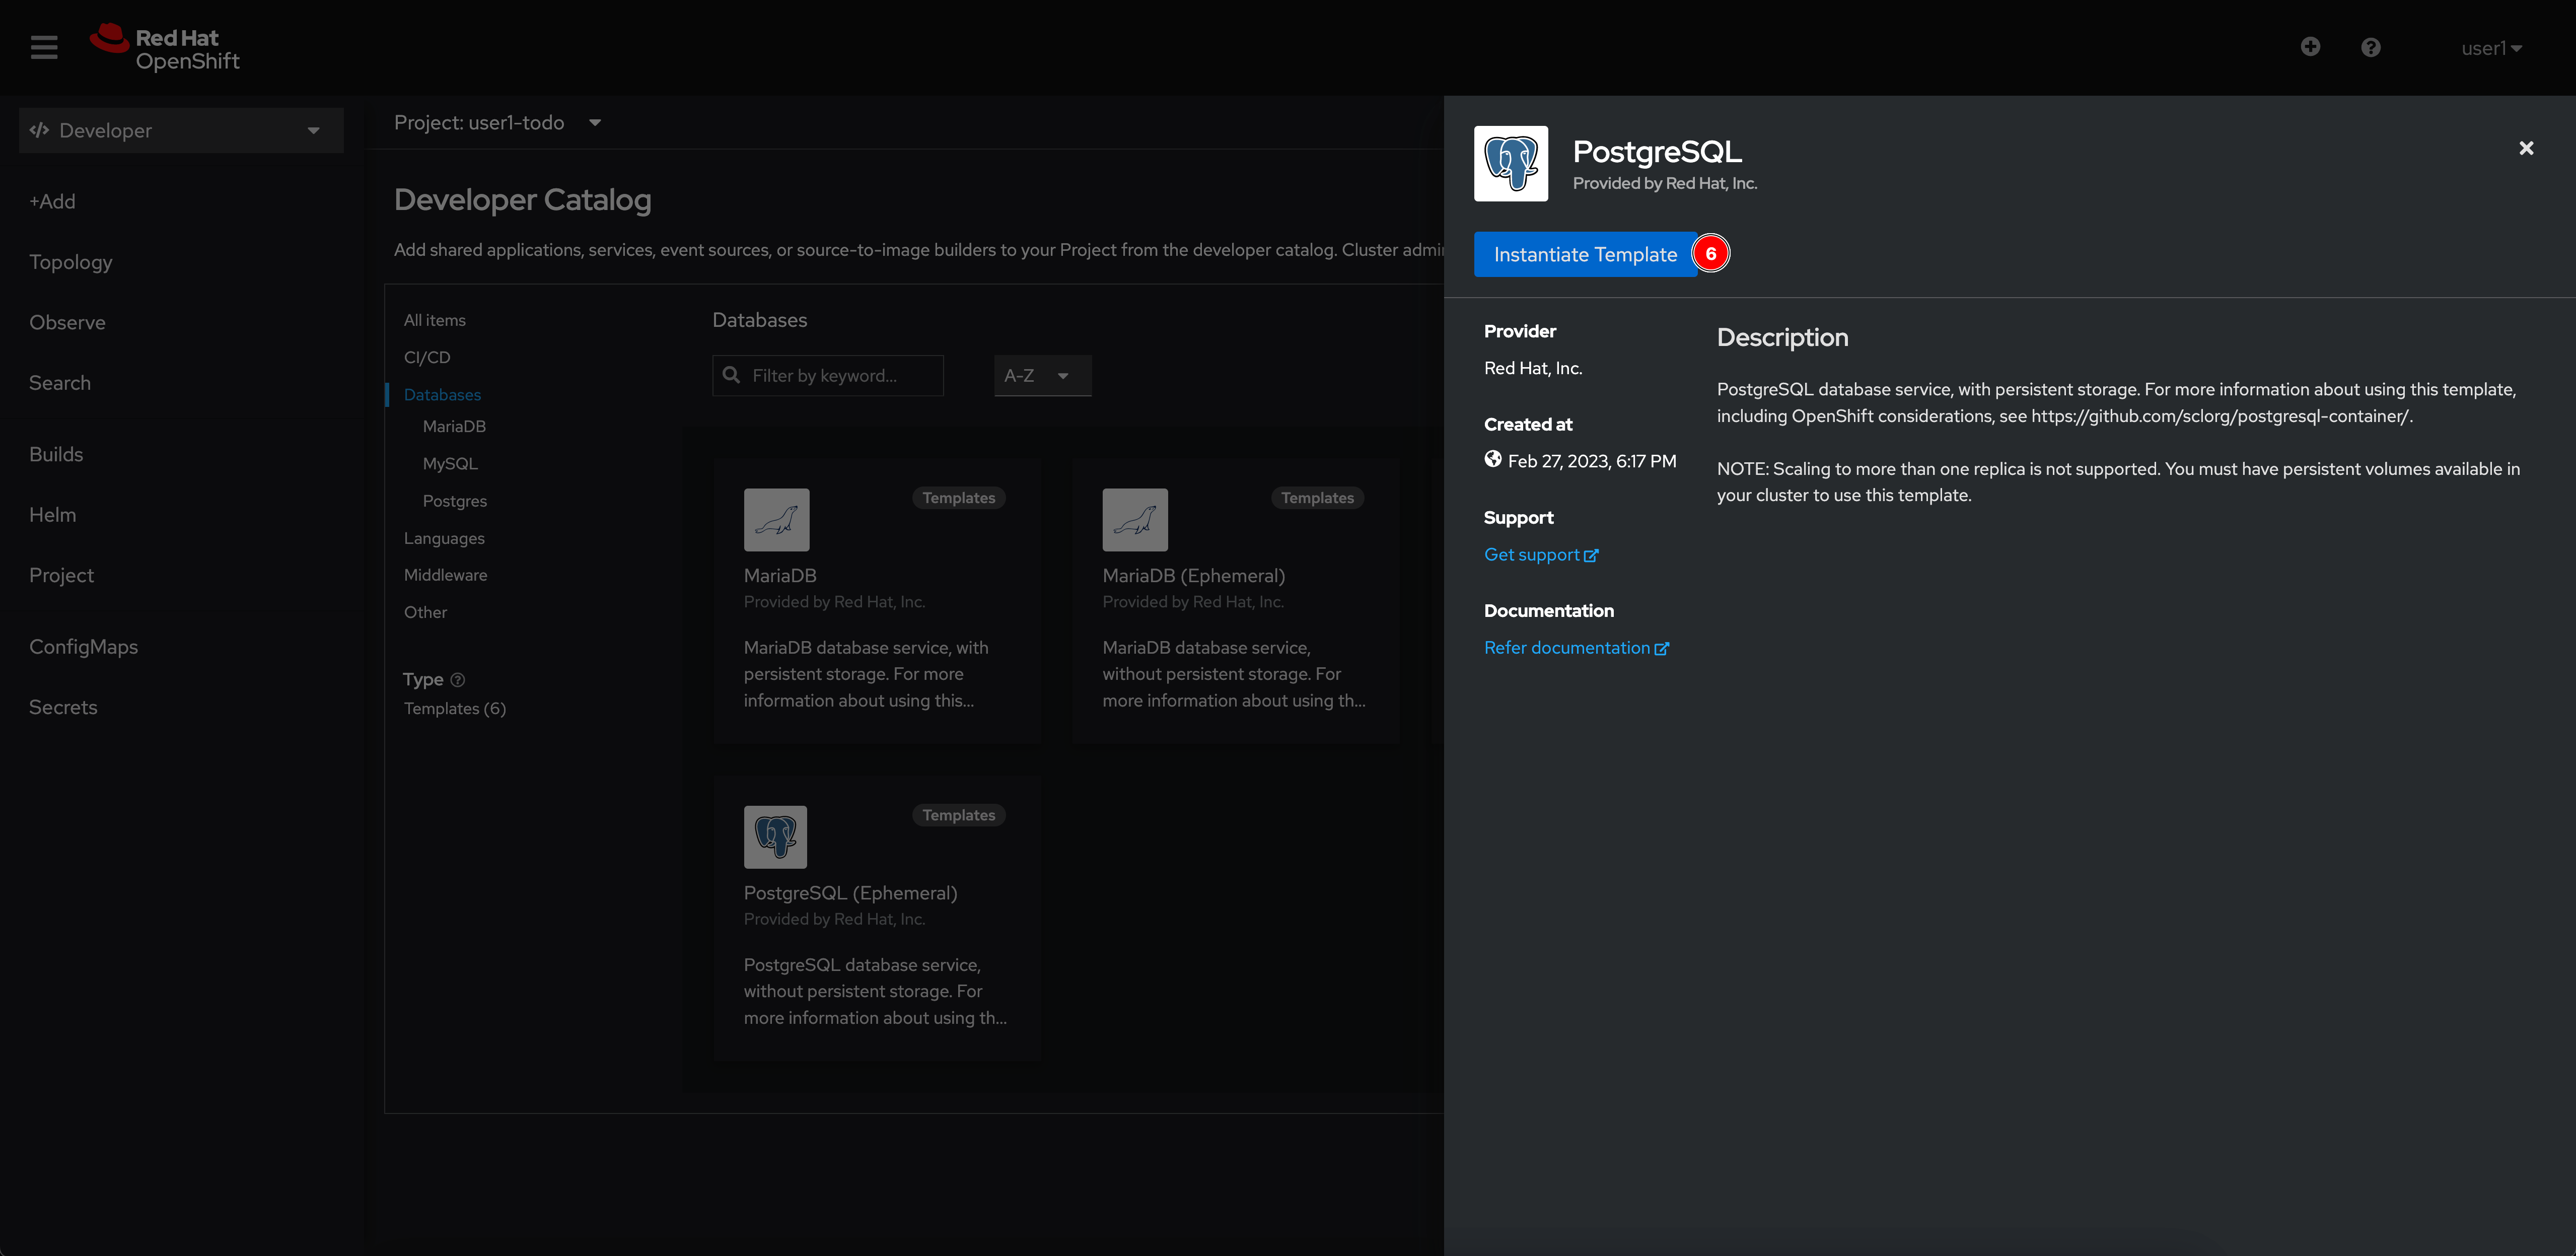 Red Hat
OpenShift
user1
Developer
+Add
Topology
Observe
Search
Builds
Helm
Project
ConfigMaps
Secrets
Project: user1-todo
Developer Catalog
Add shared applications, services, event sources, or source-to-image builders to your Project from the developer catalog. Cluster admi
All items
CI/CD
Databases
MariaDB
MySQL
Postgres
Languages
Middleware
Other
Type
Templates (6)
Databases
Filter by keyword...
A-Z
Templates
MariaDB
Provided by Red Hat, Inc.
MariaDB database service, with
persistent storage. For more
information about using this...
Templates
MariaDB (Ephemeral)
Provided by Red Hat, Inc.
MariaDB database service,
without persistent storage. For
more information about using th...
Templates
PostgreSQL (Ephemeral)
Provided by Red Hat, Inc.
PostgreSQL database service,
without persistent storage. For
more information about using th...
PostgreSQL
Provided by Red Hat, Inc.
Instantiate Template
6
Provider
Red Hat, Inc.
Created at
Feb 27, 2023, 6:17 PM
Support
Get support
Documentation
Refer documentation
Description
PostgreSQL database service, with persistent storage. For more information about using this template,
including OpenShift considerations, see https://github.com/sclorg/postgresql-container/.
NOTE: Scaling to more than one replica is not supported. You must have persistent volumes available in
your cluster to use this template.